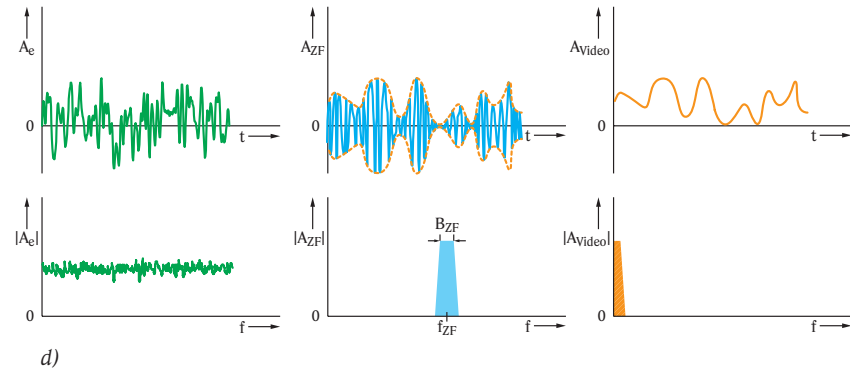 A_e
0
t
A_ZF
0
t
A_Video
0
t
|A_e|
0
f
|A_ZF|
B_ZF
0
f_ZF
f
|A_Video|
0
f
d)